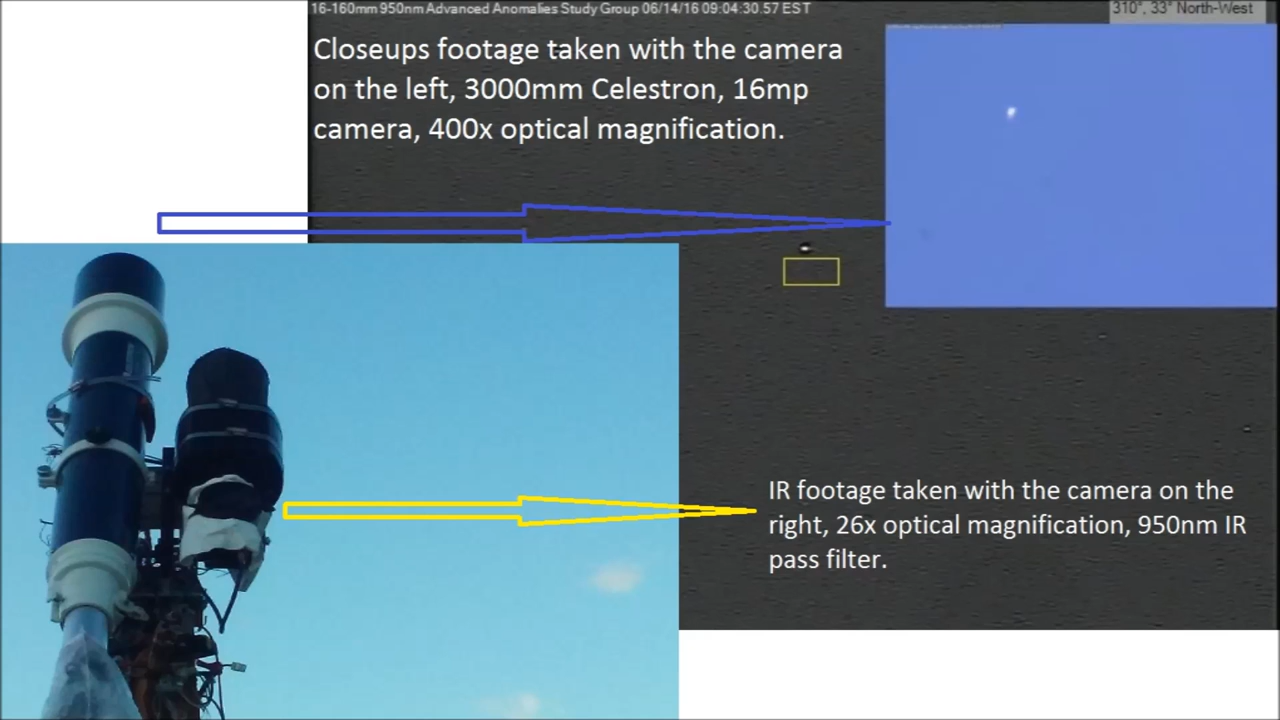 16-160mm 950nm Advanced Anomalies Study Group 06/14/16 09:04:30.57 EST
310°, 33° North-West
Closeups footage taken with the camera
on the left, 3000mm Celestron, 16mp
camera, 400x optical magnification.
IR footage taken with the camera on the
right, 26x optical magnification, 950nm IR
pass filter.